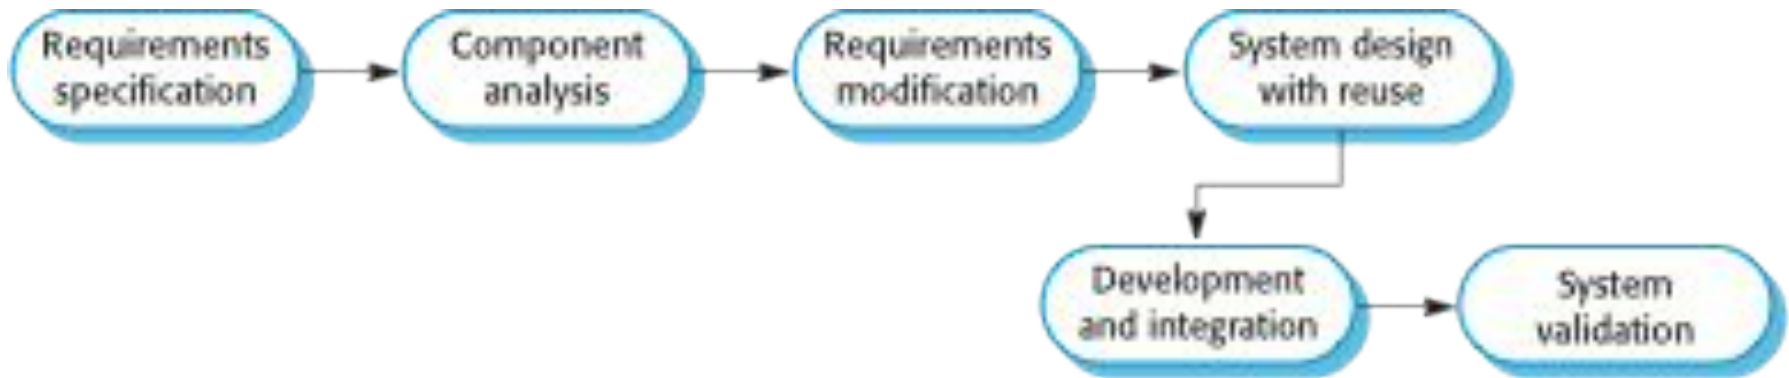 Requirements
specification
Component
analysis
Requirements
modification
System design
with reuse
Development
and integration
System
validation